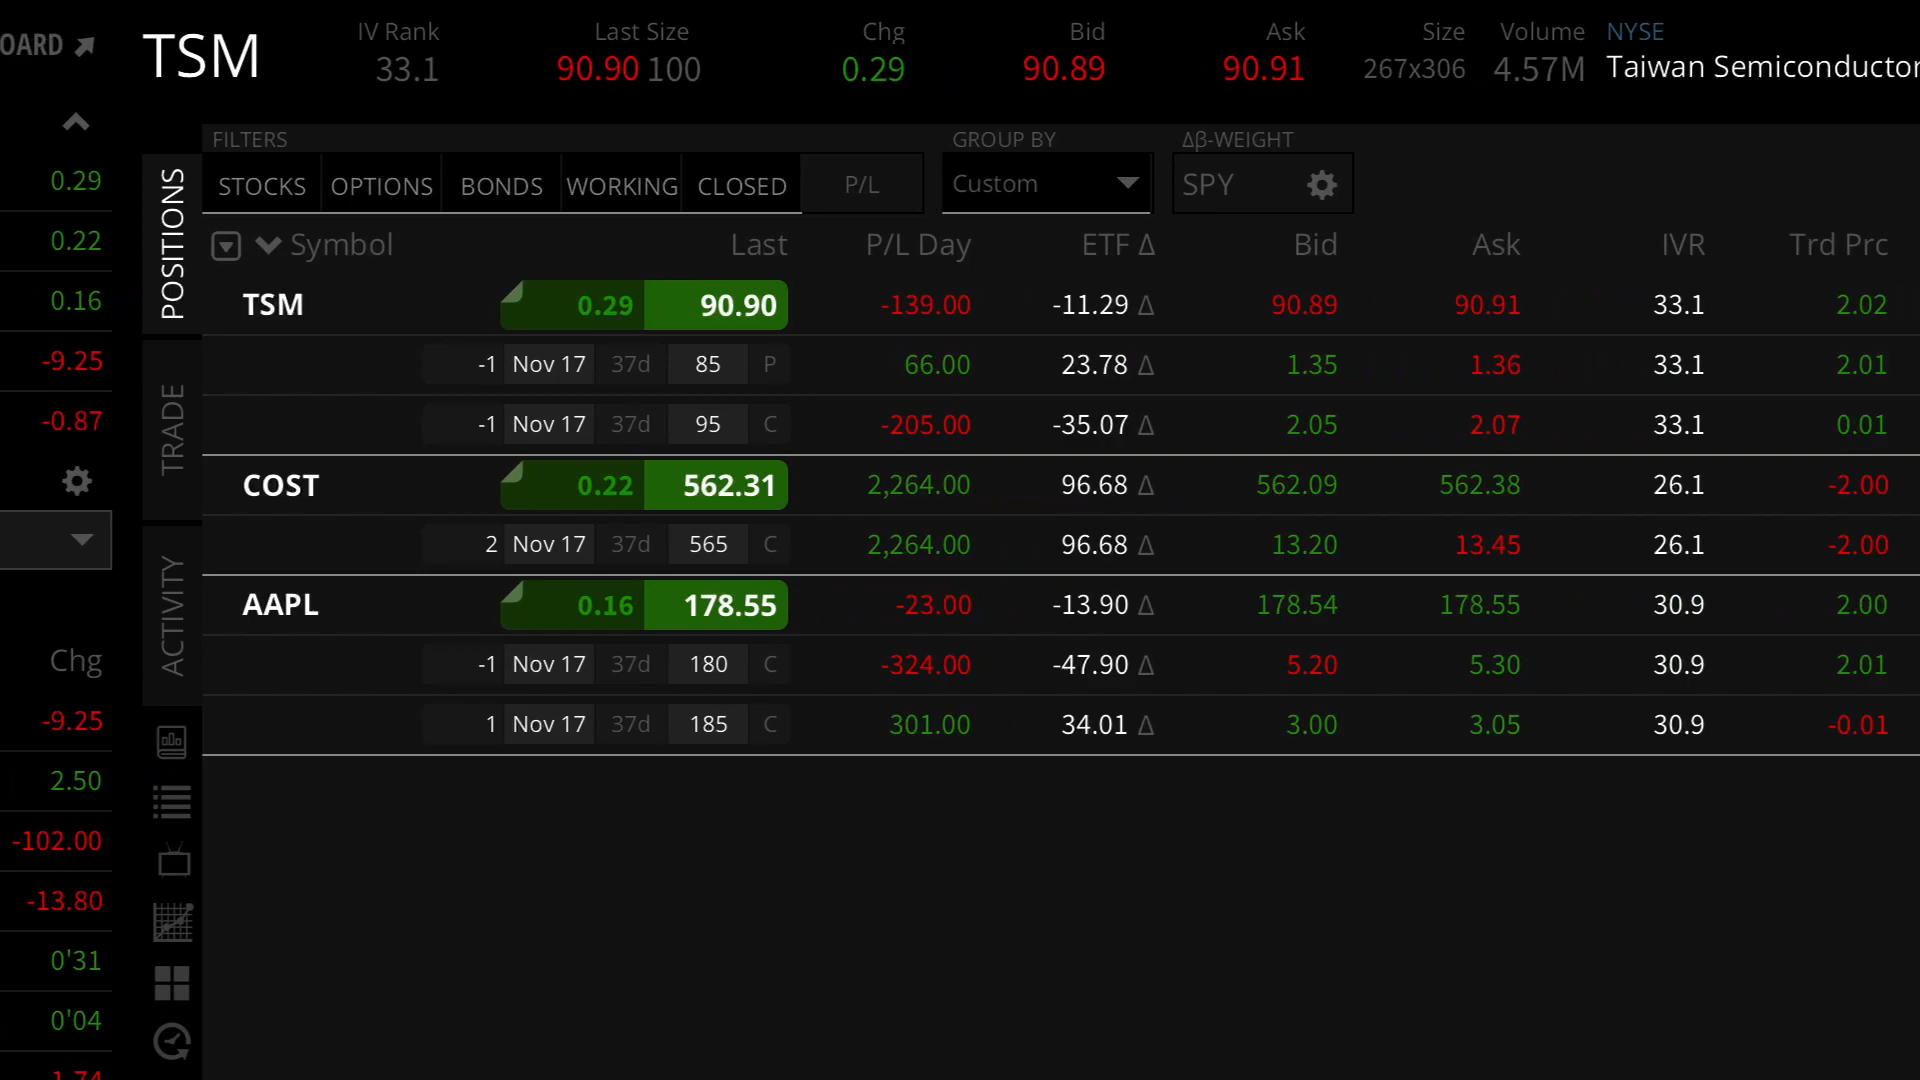 OARD
TSM
IV Rank
33.1
Last Size
90.90 100
Chg
0.29
Bid
90.89
Ask
90.91
Size
267x306
Volume
4.57M
NYSE
Taiwan Semiconductor
0.29
0.22
0.16
-9.25
-0.87
Chg
-9.25
2.50
-102.00
-13.80
0'31
0'04
POSITIONS
TRADE
ACTIVITY
FILTERS
STOCKS OPTIONS BONDS WORKING CLOSED P/L
GROUP BY
Custom
Δβ-WEIGHT
SPY
Symbol Last P/L Day ETF Δ Bid Ask IVR Trd Prc
TSM 0.29 90.90 -139.00 -11.29 Δ 90.89 90.91 33.1 2.02
-1 Nov 17 37d 85 P 66.00 23.78 Δ 1.35 1.36 33.1 2.01
-1 Nov 17 37d 95 C -205.00 -35.07 Δ 2.05 2.07 33.1 0.01
COST 0.22 562.31 2,264.00 96.68 Δ 562.09 562.38 26.1 -2.00
2 Nov 17 37d 565 C 2,264.00 96.68 Δ 13.20 13.45 26.1 -2.00
AAPL 0.16 178.55 -23.00 -13.90 Δ 178.54 178.55 30.9 2.00
-1 Nov 17 37d 180 C -324.00 -47.90 Δ 5.20 5.30 30.9 2.01
1 Nov 17 37d 185 C 301.00 34.01 Δ 3.00 3.05 30.9 -0.01